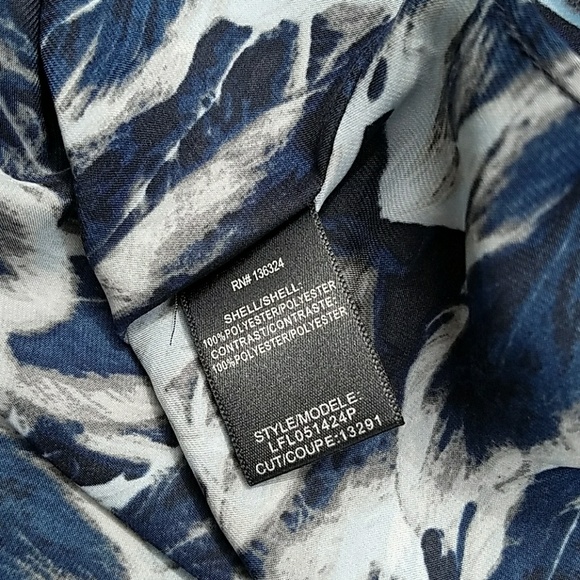 RN# 136324
SHELL/SHELL:
100%POLYESTER/POLYESTER
CONTRAST/CONTRASTE:
100%POLYESTER/POLYESTER
STYLE/MODELE:
LFL051424P
CUT/COUPE:13291